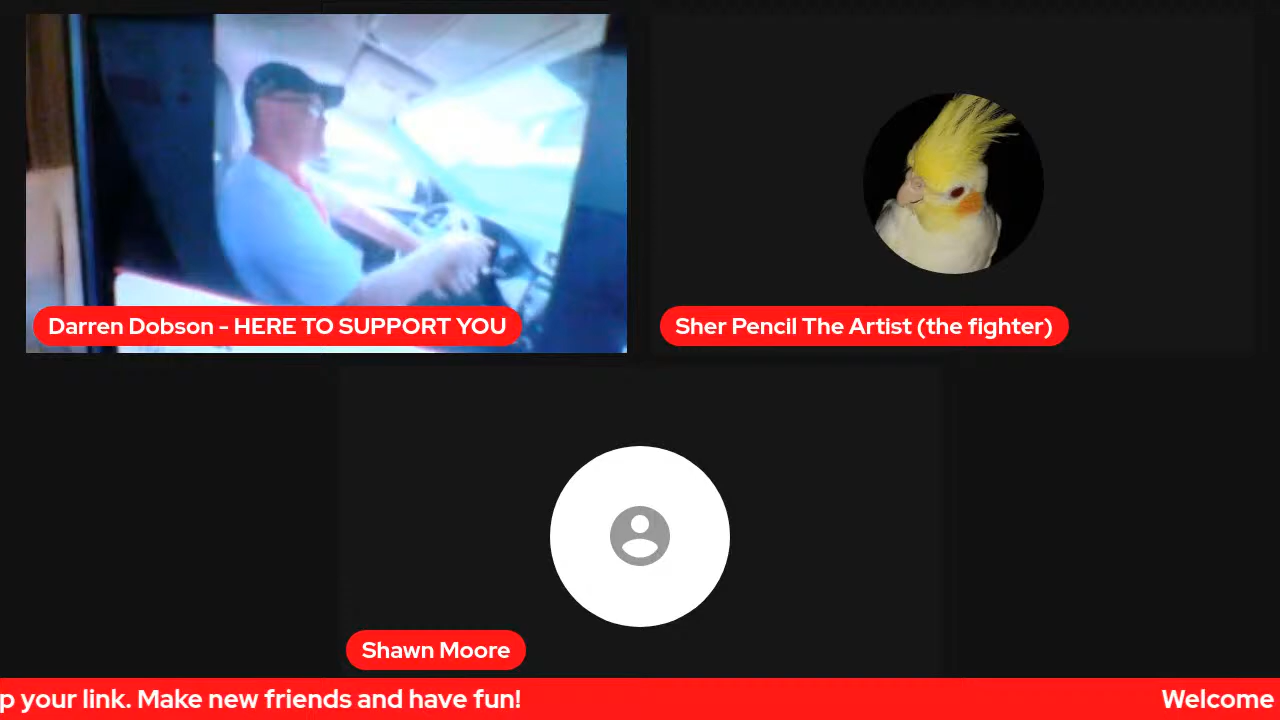 Darren Dobson - HERE TO SUPPORT YOU
Sher Pencil The Artist (the fighter)
Shawn Moore
p your link. Make new friends and have fun! Welcome